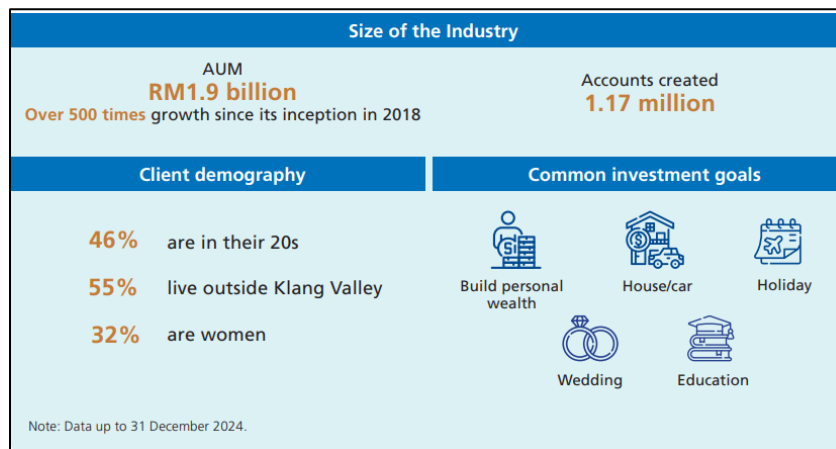 Size of the Industry
AUM
RM1.9 billion
Over 500 times growth since its inception in 2018
Accounts created
1.17 million
Client demography
46% are in their 20s
55% live outside Klang Valley
32% are women
Common investment goals
Build personal
wealth
House/car
Holiday
Wedding
Education
Note: Data up to 31 December 2024.